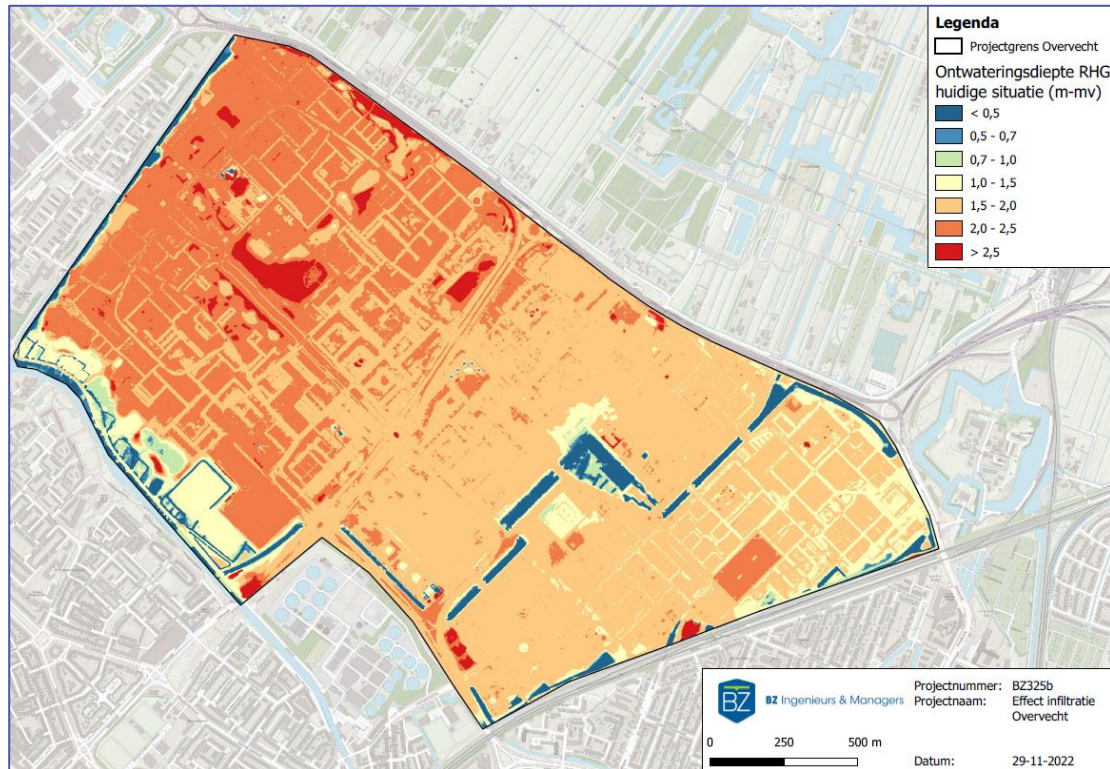 Legenda
Projectgrens Overvecht
Ontwateringsdiepte RHG
huidige situatie (m-mv)
< 0,5
0,5 - 0,7
0,7 - 1,0
1,0 - 1,5
1,5 - 2,0
2,0 - 2,5
> 2,5
BZ
BZ Ingenieurs & Managers
Projectnummer: BZ325b
Projectnaam: Effect infiltratie
Overvecht
0 250 500 m
Datum: 29-11-2022